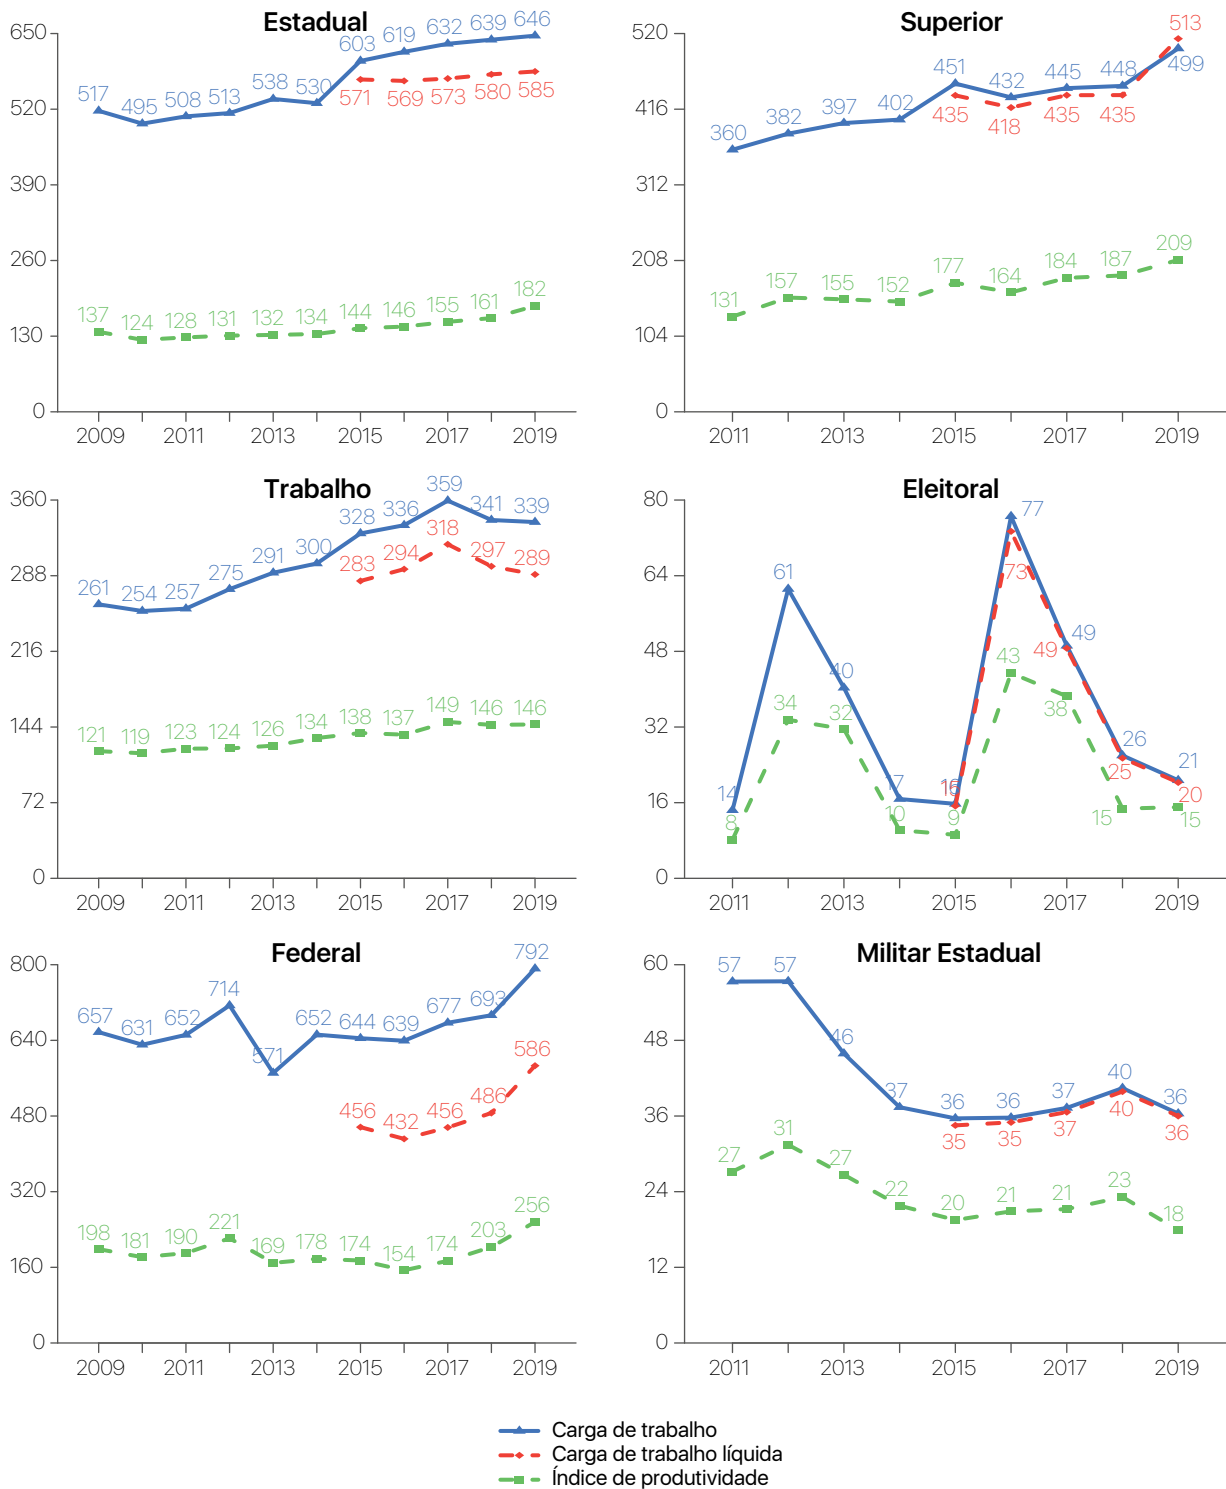 Estadual
650
520
390
260
130
0
517 495 508 513 538 530 603 619 632 639 646
571 569 573 580 585
137 124 128 131 132 134 144 146 155 161 182
2009 2011 2013 2015 2017 2019
Superior
520
416
312
208
104
0
360 382 397 402 451 432 445 448 499
435 418 435 435 513
131 157 155 152 177 164 184 187 209
2011 2013 2015 2017 2019
Trabalho
360
288
216
144
72
0
261 254 257 275 291 300 328 336 359 341 339
283 294 318 297 289
121 119 123 124 126 134 138 137 149 146 146
2009 2011 2013 2015 2017 2019
Eleitoral
80
64
48
32
16
0
14 61 40 17 77 49 26 21
73 49 25 20
8 34 32 10 9 43 38 15 15
2011 2013 2015 2017 2019
Federal
800
640
480
320
160
0
657 631 652 714 571 652 644 639 677 693 792
456 432 456 486 586
198 181 190 221 169 178 174 154 174 203 256
2009 2011 2013 2015 2017 2019
Militar Estadual
60
48
36
24
12
0
57 57 46 37 36 36 37 40 36
35 35 37 40 36
27 31 27 22 20 21 21 23 18
2011 2013 2015 2017 2019
Carga de trabalho
Carga de trabalho líquida
Índice de produtividade